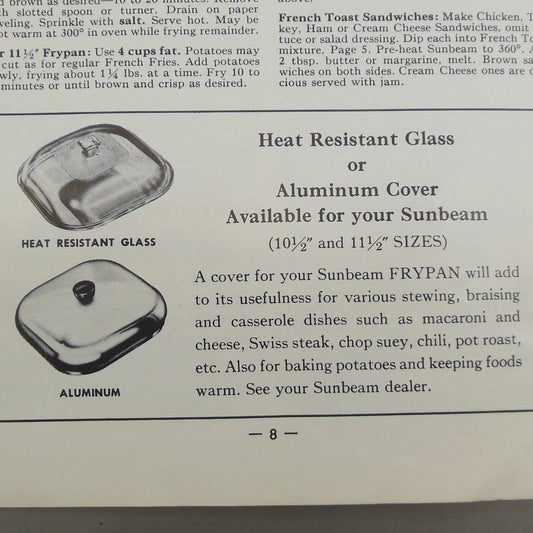 d brown as desired—10 to 20 minutes. Remove
h slotted spoon or turner. Drain on paper
veling. Sprinkle with salt. Serve hot. May be
ot warm at 300° in oven while frying remainder.
r 11½" Frypan: Use 4 cups fat. Potatoes may
cut as for regular French Fries. Add potatoes
wly, frying about 1¼ lbs. at a time. Fry 10 to
minutes or until brown and crisp as desired.
above.
French Toast Sandwiches: Make Chicken, T
key, Ham or Cream Cheese Sandwiches, omit
tuce or salad dressing. Dip each into French To
mixture, Page 5. Pre-heat Sunbeam to 360°. A
2 tbsp. butter or margarine, melt. Brown sa
wiches on both sides. Cream Cheese ones are d
cious served with jam.
HEAT RESISTANT GLASS
ALUMINUM
Heat Resistant Glass
or
Aluminum Cover
Available for your Sunbeam
(10½" and 11½" SIZES)
A cover for your Sunbeam FRYPAN will add
to its usefulness for various stewing, braising
and casserole dishes such as macaroni and
cheese, Swiss steak, chop suey, chili, pot roast,
etc. Also for baking potatoes and keeping foods
warm. See your Sunbeam dealer.
— 8 —